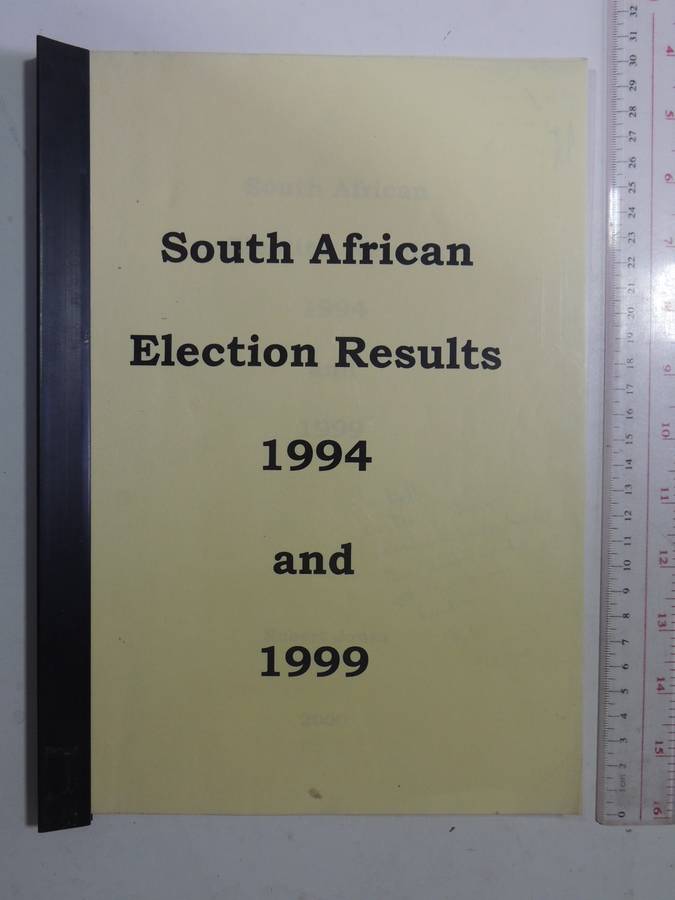 South African
Election Results
1994
and
1999